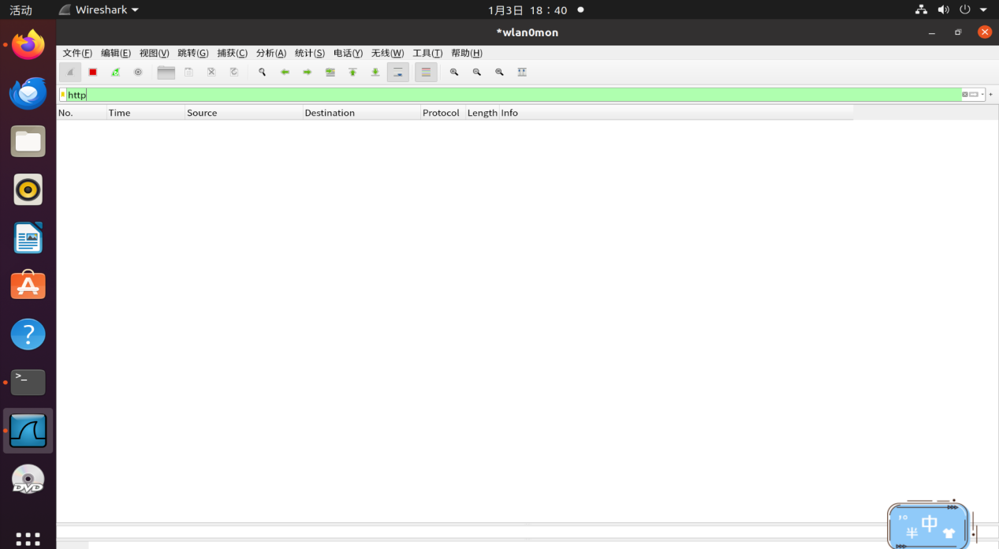 活动 Wireshark 1月3日 18：40
*wlan0mon
文件(F) 编辑(E) 视图(V) 跳转(G) 捕获(C) 分析(A) 统计(S) 电话(Y) 无线(W) 工具(T) 帮助(H)
http
No. Time Source Destination Protocol Length Info
>_
DVD
中
半